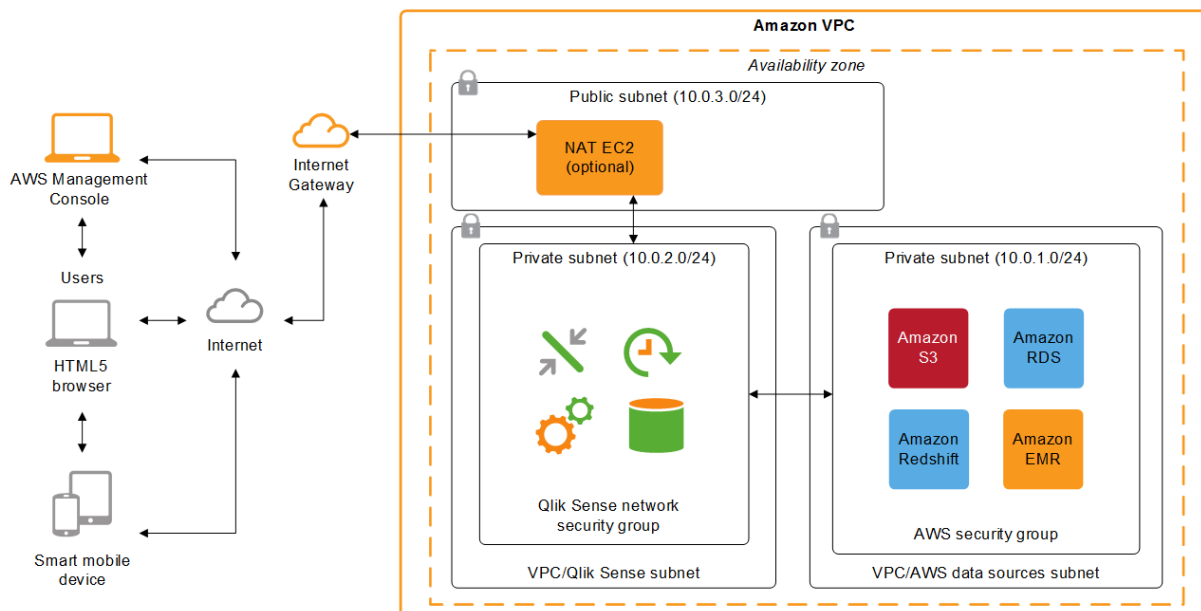 Amazon VPC
Availability zone
Public subnet (10.0.3.0/24)
NAT EC2
(optional)
Internet
Gateway
AWS Management
Console
Users
HTML5
browser
Internet
Smart mobile
device
Private subnet (10.0.2.0/24)
Qlik Sense network
security group
VPC/Qlik Sense subnet
Private subnet (10.0.1.0/24)
Amazon
S3
Amazon
RDS
Amazon
Redshift
Amazon
EMR
AWS security group
VPC/AWS data sources subnet